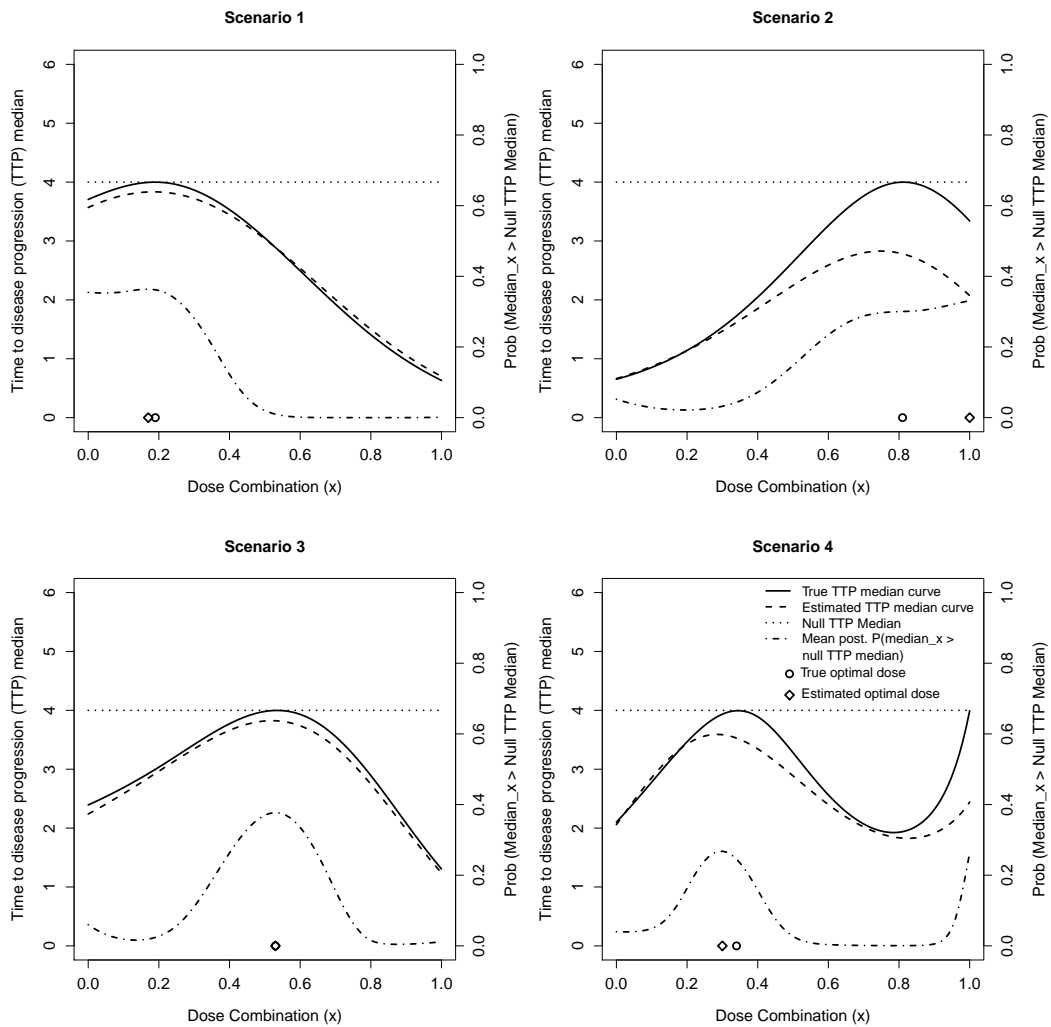 Scenario 1
Time to disease progression (TTP) median
0 1 2 3 4 5 6
Prob (Median_x > Null TTP Median)
0.0 0.2 0.4 0.6 0.8 1.0
0.0 0.2 0.4 0.6 0.8 1.0
Dose Combination (x)
Scenario 2
Time to disease progression (TTP) median
0 1 2 3 4 5 6
Prob (Median_x > Null TTP Median)
0.0 0.2 0.4 0.6 0.8 1.0
0.0 0.2 0.4 0.6 0.8 1.0
Dose Combination (x)
Scenario 3
Time to disease progression (TTP) median
0 1 2 3 4 5 6
Prob (Median_x > Null TTP Median)
0.0 0.2 0.4 0.6 0.8 1.0
0.0 0.2 0.4 0.6 0.8 1.0
Dose Combination (x)
Scenario 4
Time to disease progression (TTP) median
0 1 2 3 4 5 6
True TTP median curve
Estimated TTP median curve
Null TTP Median
Mean post. P(median_x >
null TTP median)
True optimal dose
Estimated optimal dose
Prob (Median_x > Null TTP Median)
0.0 0.2 0.4 0.6 0.8 1.0
0.0 0.2 0.4 0.6 0.8 1.0
Dose Combination (x)